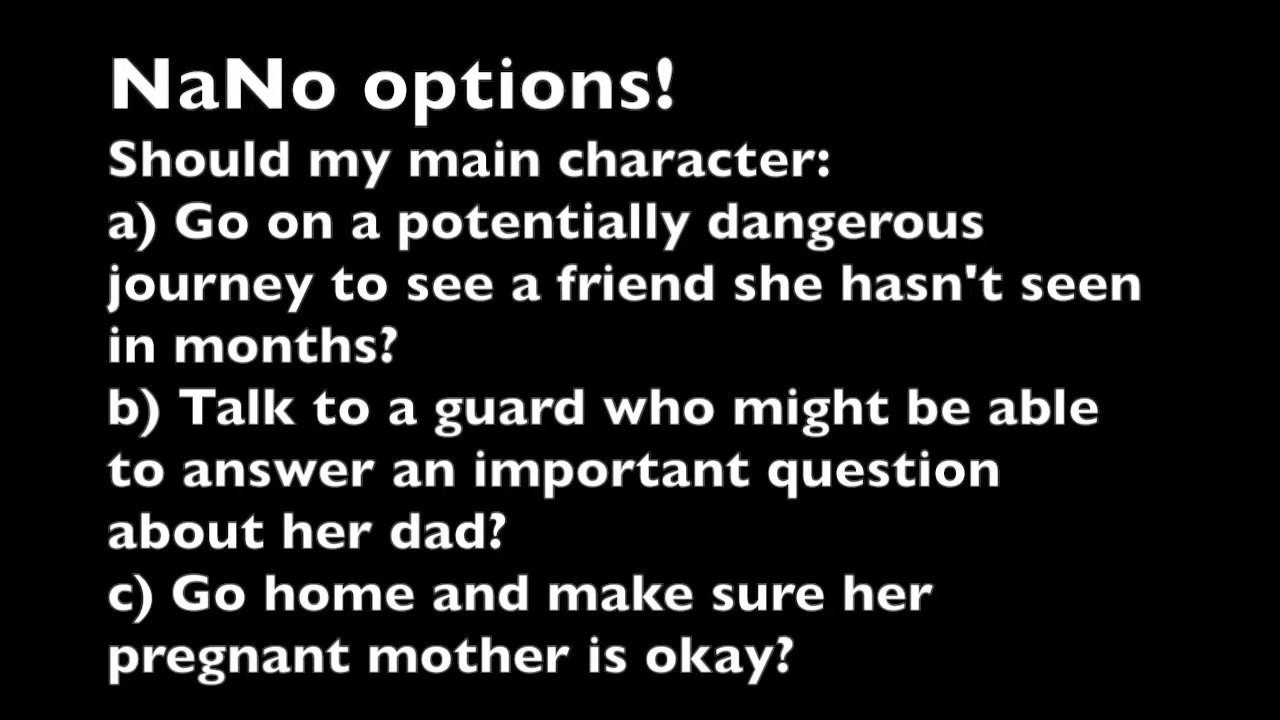 NaNo options!
Should my main character:
a) Go on a potentially dangerous
journey to see a friend she hasn't seen
in months?
b) Talk to a guard who might be able
to answer an important question
about her dad?
c) Go home and make sure her
pregnant mother is okay?